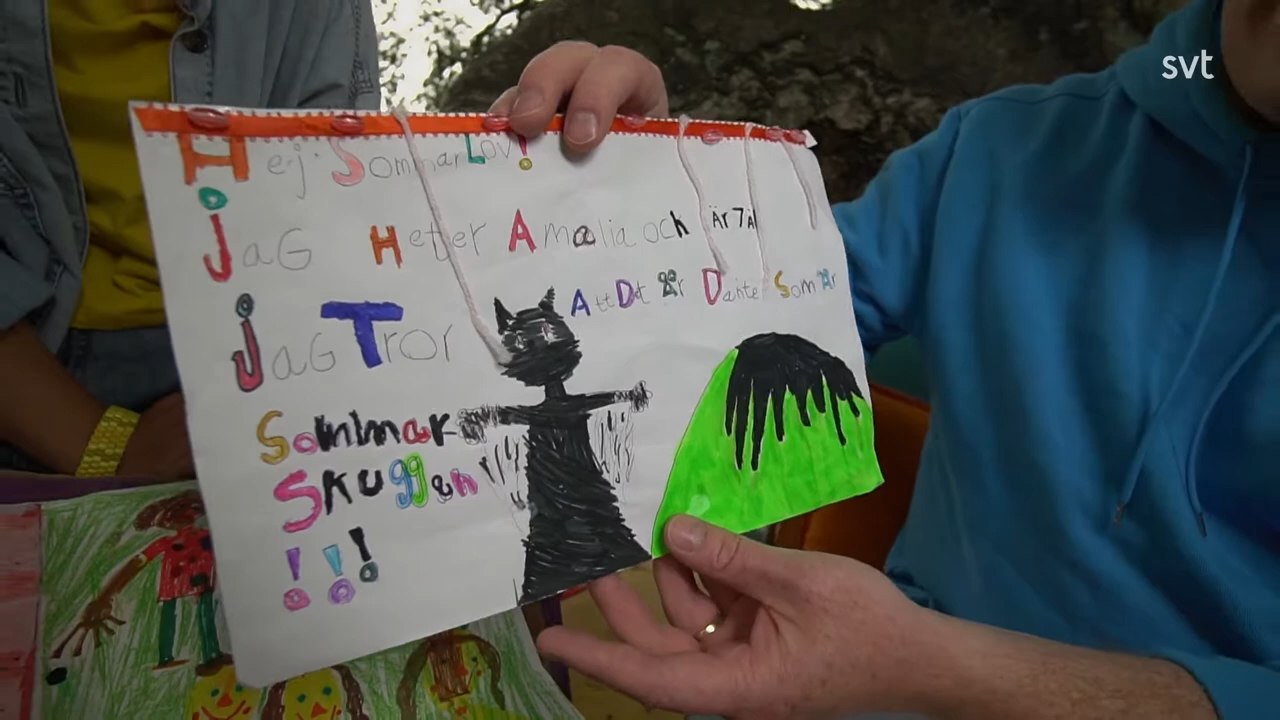 svt
Hej SommarLov!
JaG Heter Amalia och är 7 år
JaG Tror Att Det är Dante Som är
Sommar
Skuggan
!!!